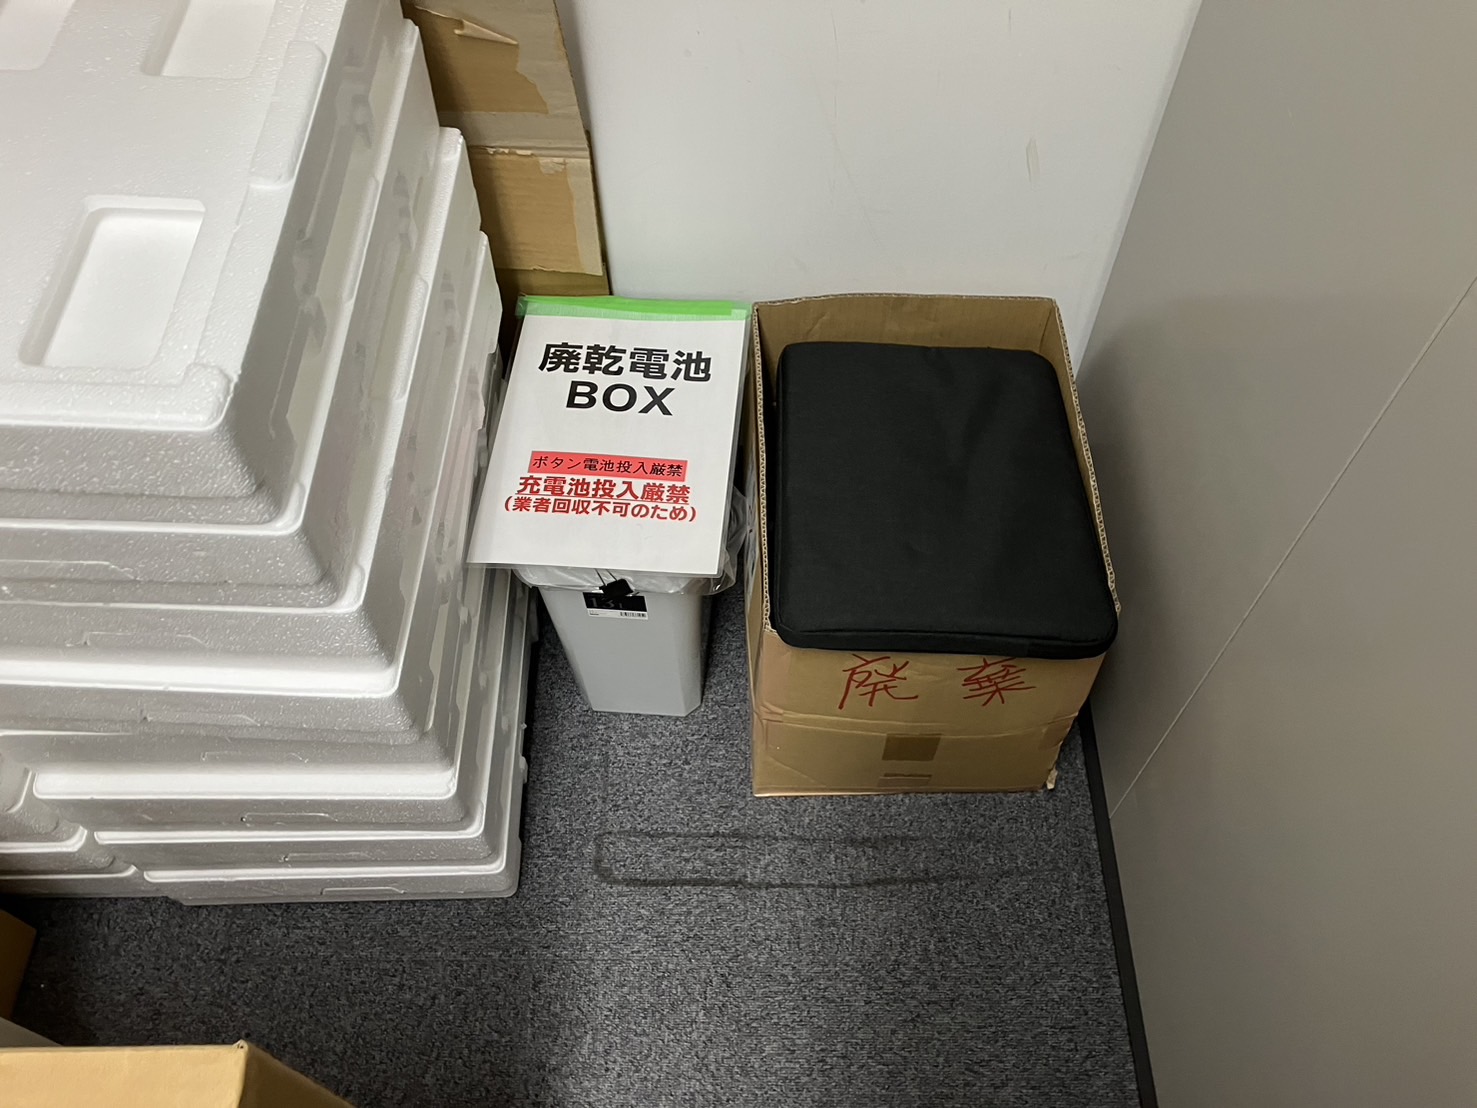 廃乾電池
BOX
ボタン電池投入厳禁
充電池投入厳禁
(業者回収不可のため)
廃棄